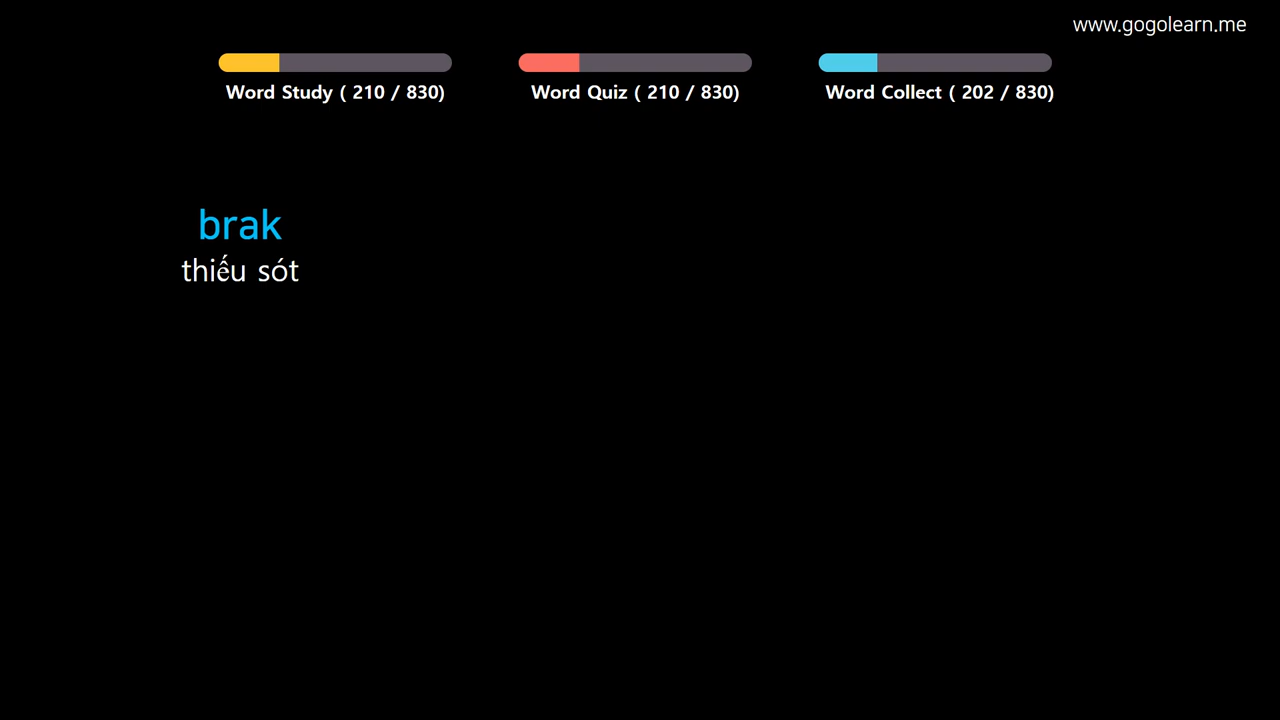 www.gogolearn.me
Word Study ( 210 / 830)
Word Quiz ( 210 / 830)
Word Collect ( 202 / 830)
brak
thiếu sót